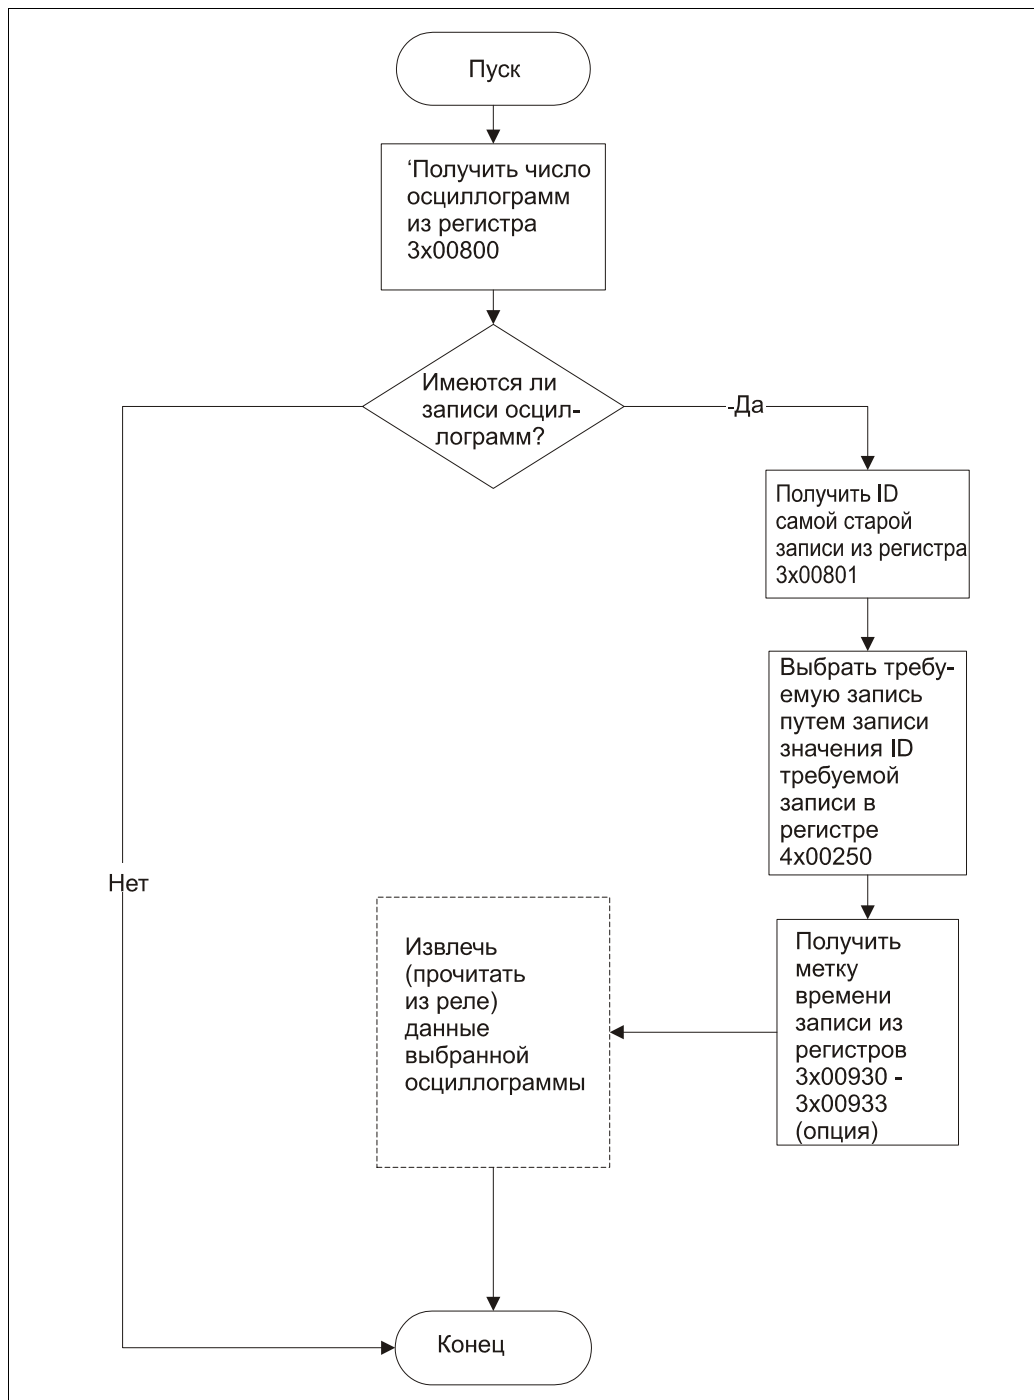 Пуск
‘Получить число
осциллограмм
из регистра
3x00800
Имеются ли
записи осцил-
лограмм?
-Да
Получить ID
самой старой
записи из регистра
3x00801
Выбрать требу-
емую запись
путем записи
значения ID
требуемой
записи в
регистре
4x00250
Нет
Получить
метку
времени
записи из
регистров
3x00930 -
3x00933
(опция)
Извлечь
(прочитать
из реле)
данные
выбранной
осциллограммы
Конец